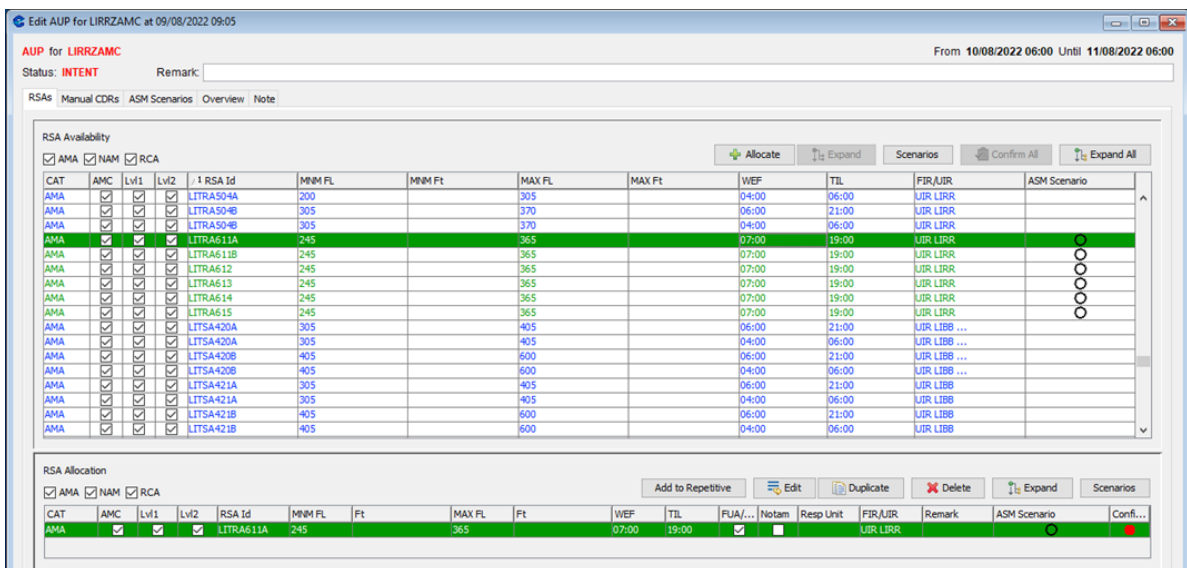 Edit AUP for LIRRZAMC at 09/08/2022 09:05
AUP for LIRRZAMC From 10/08/2022 06:00 Until 11/08/2022 06:00
Status: INTENT Remark:
RSAs Manual CDRs ASM Scenarios Overview Note
RSA Availability
AMA NAM RCA Allocate Expand Scenarios Confirm All Expand All
CAT AMC Lvl1 Lvl2 1 RSA Id MNM FL MNM Ft MAX FL MAX Ft WEF TIL FIR/UIR ASM Scenario
AMA LITRA504A 200 305 04:00 06:00 UIR LIRR
AMA LITRA504B 305 370 06:00 21:00 UIR LIRR
AMA LITRA504B 305 370 04:00 06:00 UIR LIRR
AMA LITRA611A 245 365 07:00 19:00 UIR LIRR
AMA LITRA611B 245 365 07:00 19:00 UIR LIRR
AMA LITRA612 245 365 07:00 19:00 UIR LIRR
AMA LITRA613 245 365 07:00 19:00 UIR LIRR
AMA LITRA614 245 365 07:00 19:00 UIR LIRR
AMA LITRA615 245 365 07:00 19:00 UIR LIRR
AMA LITSA420A 305 405 06:00 21:00 UIR LIBB ...
AMA LITSA420A 305 405 04:00 06:00 UIR LIBB ...
AMA LITSA420B 405 600 06:00 21:00 UIR LIBB ...
AMA LITSA420B 405 600 04:00 06:00 UIR LIBB ...
AMA LITSA421A 305 405 06:00 21:00 UIR LIBB
AMA LITSA421A 305 405 04:00 06:00 UIR LIBB
AMA LITSA421B 405 600 06:00 21:00 UIR LIBB
AMA LITSA421B 405 600 04:00 06:00 UIR LIBB
RSA Allocation
AMA NAM RCA Add to Repetitive Edit Duplicate Delete Expand Scenarios
CAT AMC Lvl1 Lvl2 RSA Id MNM FL Ft MAX FL Ft WEF TIL FUA/... Notam Resp Unit FIR/UIR Remark ASM Scenario Confi...
AMA LITRA611A 245 365 07:00 19:00 UIR LIRR